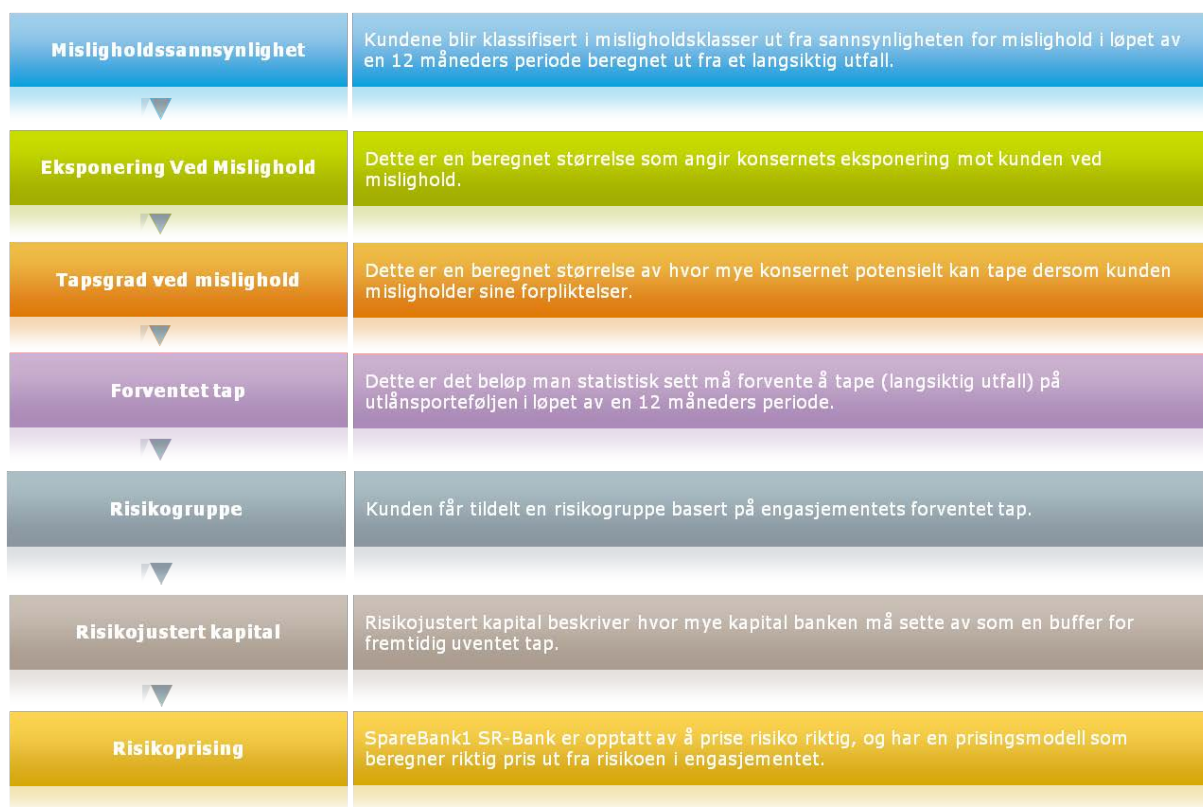 Misligholdssannsynlighet
Kundene blir klassifisert i misligholdsklasser ut fra sannsynligheten for mislighold i løpet av
en 12 måneders periode beregnet ut fra et langsiktig utfall.
Eksponering Ved Mislighold
Dette er en beregnet størrelse som angir konsernets eksponering mot kunden ved
mislighold.
Tapsgrad ved mislighold
Dette er en beregnet størrelse av hvor mye konsernet potensielt kan tape dersom kunden
misligholder sine forpliktelser.
Forventet tap
Dette er det beløp man statistisk sett må forvente å tape (langsiktig utfall) på
utlånsporteføljen i løpet av en 12 måneders periode.
Risikogruppe
Kunden får tildelt en risikogruppe basert på engasjementets forventet tap.
Risikojustert kapital
Risikojustert kapital beskriver hvor mye kapital banken må sette av som en buffer for
fremtidig uventet tap.
Risikoprising
SpareBank1 SR-Bank er opptatt av å prise risiko riktig, og har en prisingsmodell som
beregner riktig pris ut fra risikoen i engasjementet.